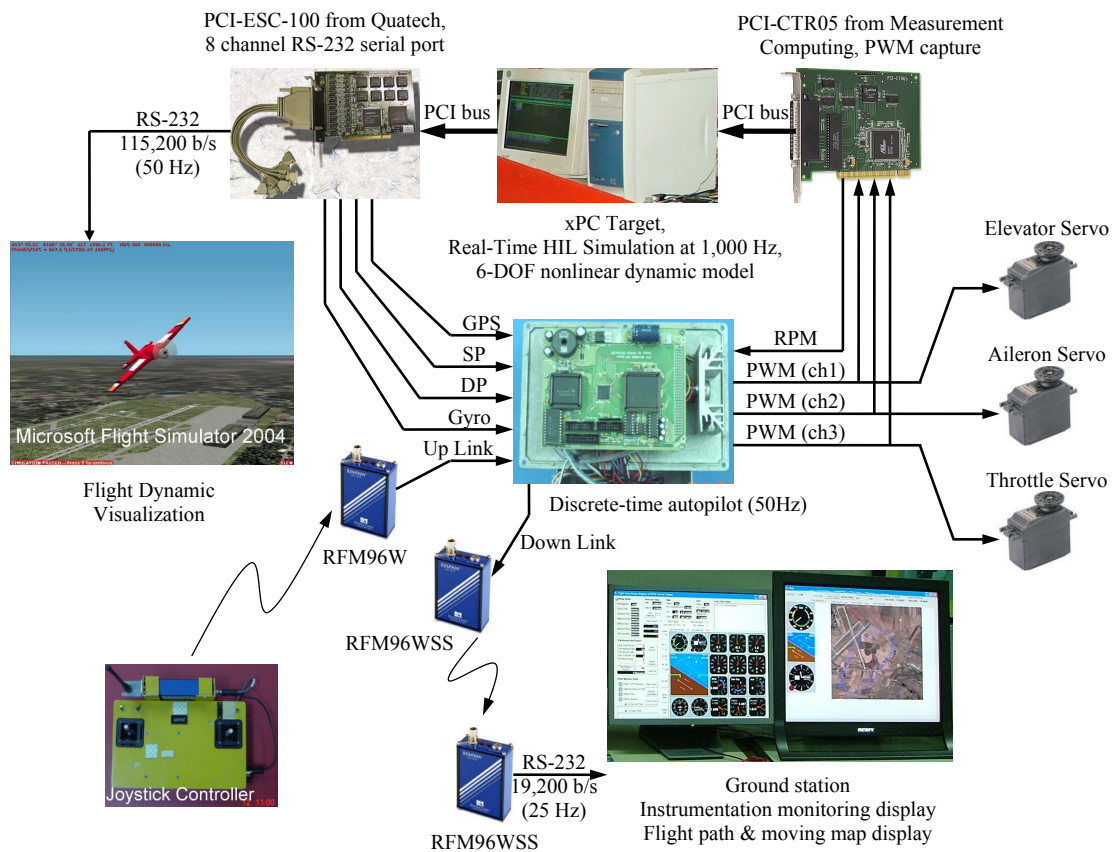 PCI-ESC-100 from Quatech,
8 channel RS-232 serial port
PCI-CTR05 from Measurement
Computing, PWM capture
PCI bus
PCI bus
RS-232
115,200 b/s
(50 Hz)
xPC Target,
Real-Time HIL Simulation at 1,000 Hz,
6-DOF nonlinear dynamic model
Elevator Servo
GPS
SP
DP
Gyro
Up Link
RPM
PWM (ch1)
PWM (ch2)
PWM (ch3)
Aileron Servo
Throttle Servo
Microsoft Flight Simulator 2004
Flight Dynamic
Visualization
Discrete-time autopilot (50Hz)
Down Link
RFM96W
RFM96WSS
Joystick Controller
12 11:00
RFM96WSS
RS-232
19,200 b/s
(25 Hz)
Ground station
Instrumentation monitoring display
Flight path & moving map display